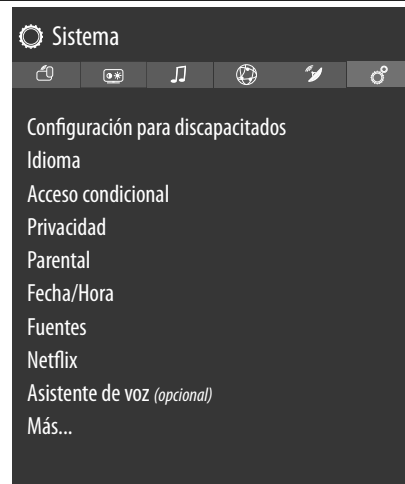 Sistema
Configuración para discapacitados
Idioma
Acceso condicional
Privacidad
Parental
Fecha/Hora
Fuentes
Netflix
Asistente de voz (opcional)
Más...